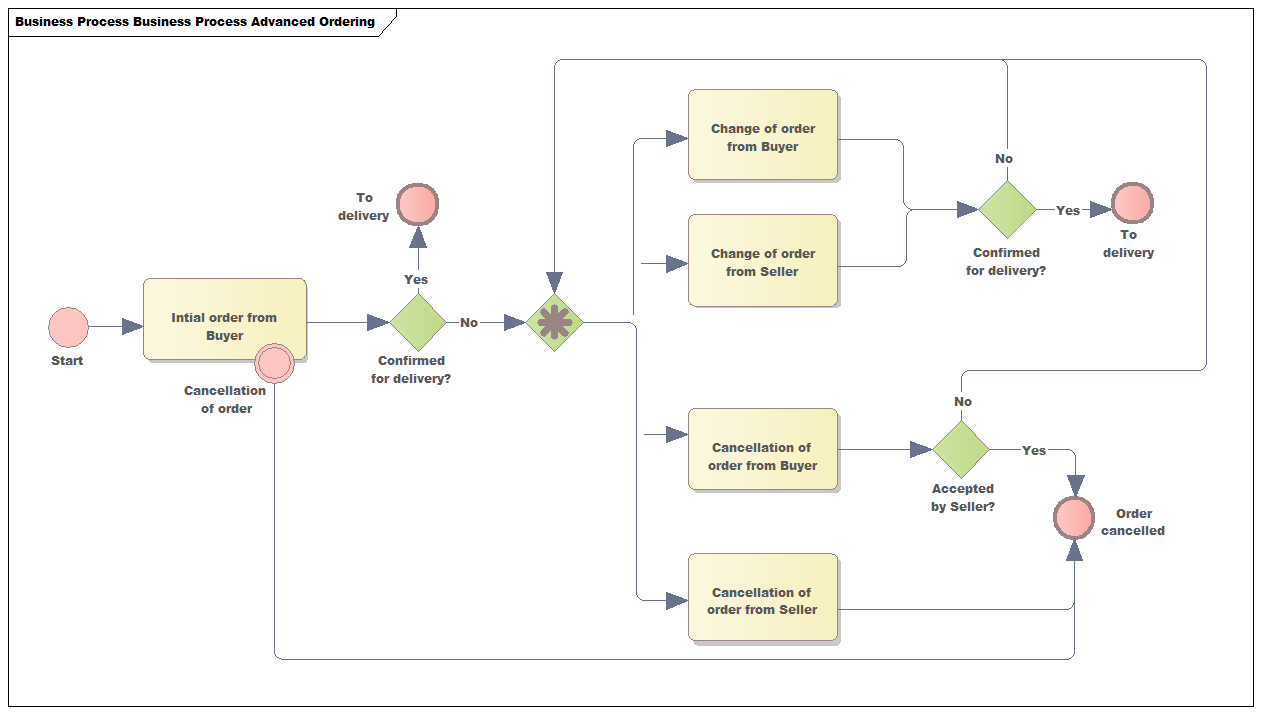 Business Process Business Process Advanced Ordering
Start
Intial order from
Buyer
Cancellation
of order
To
delivery
Yes
Confirmed
for delivery?
No
Change of order
from Buyer
Change of order
from Seller
No
Confirmed
for delivery?
Yes
To
delivery
Cancellation of
order from Buyer
No
Accepted
by Seller?
Yes
Order
cancelled
Cancellation of
order from Seller